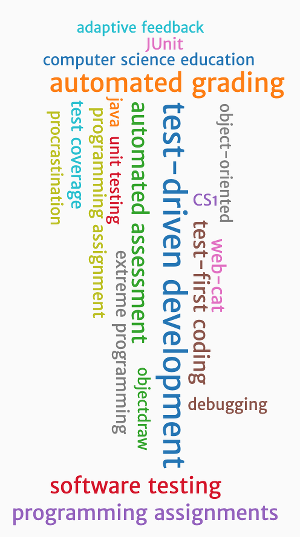 adaptive feedback
JUnit
computer science education
automated grading
procrastination
test coverage
programming assignment
java
unit testing
extreme programming
automated assessment
objectdraw
test-driven development
test-first coding
CS1
web-cat
object-oriented
debugging
software testing
programming assignments